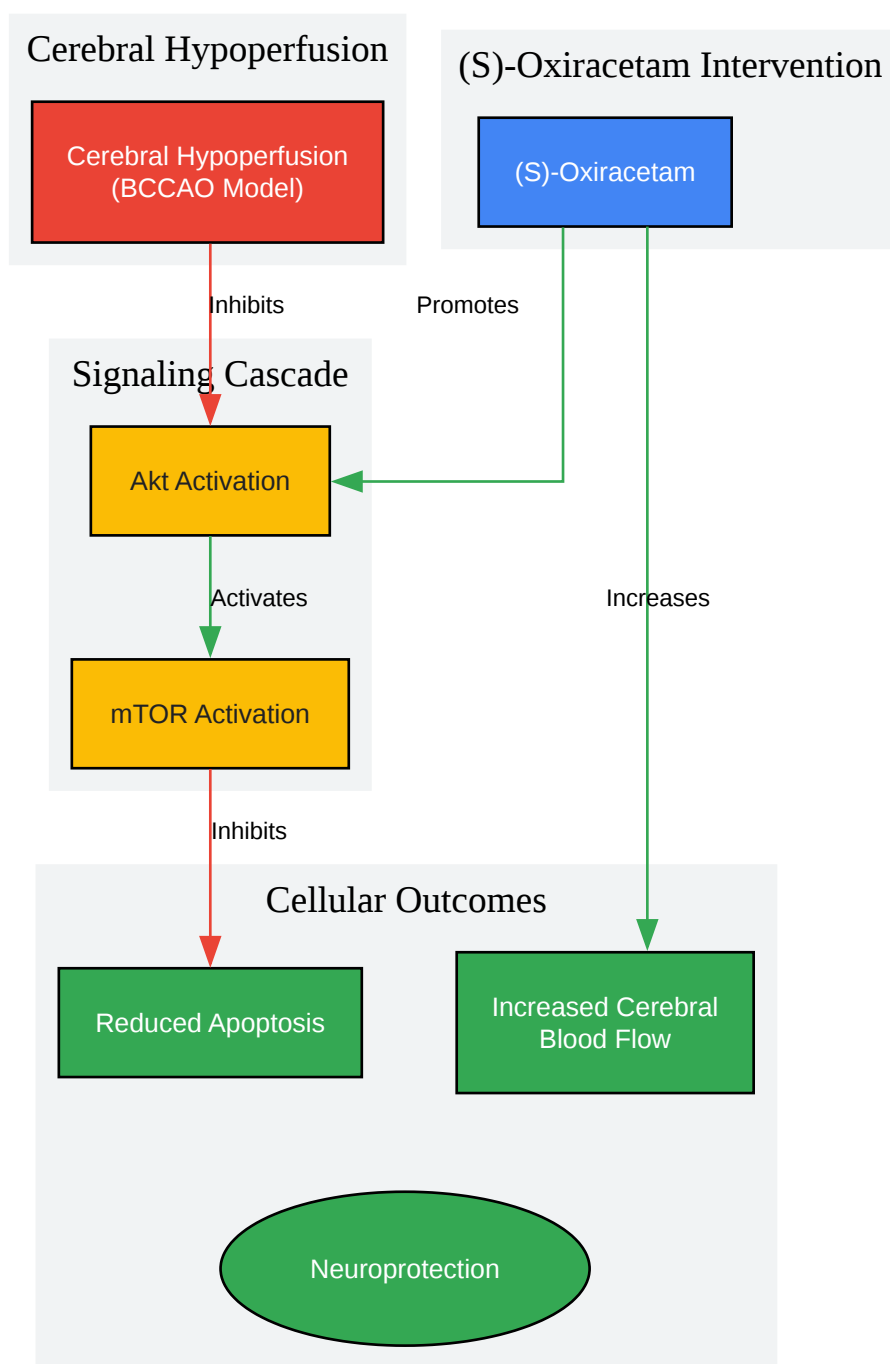 Cerebral Hypoperfusion
(S)-Oxiracetam Intervention
Cerebral Hypoperfusion
(BCCAO Model)
(S)-Oxiracetam
Inhibits
Promotes
Signaling Cascade
Akt Activation
Activates
Increases
mTOR Activation
Inhibits
Cellular Outcomes
Reduced Apoptosis
Increased Cerebral
Blood Flow
Neuroprotection